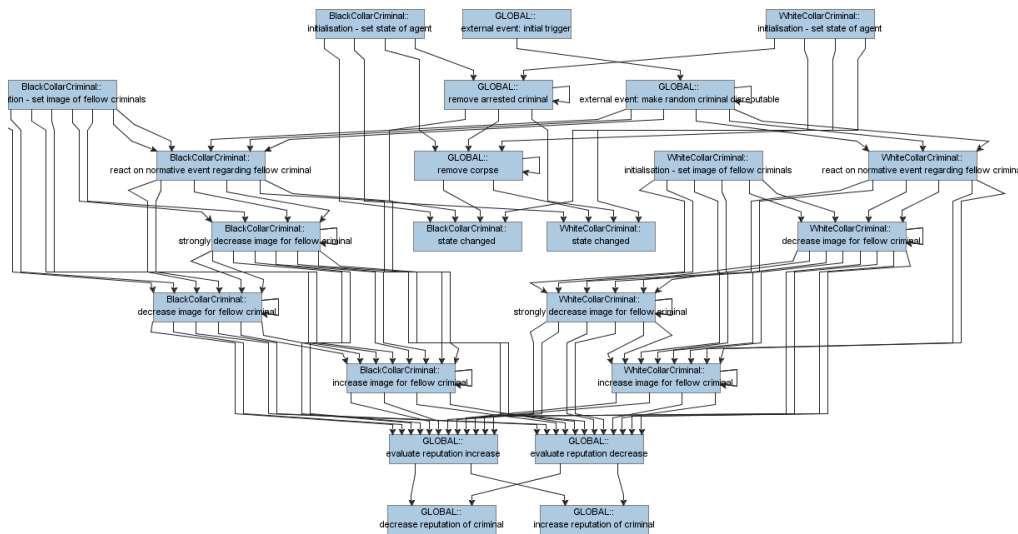 BlackCollarCriminal::
initialisation - set state of agent
GLOBAL::
external event: initial trigger
WhiteCollarCriminal::
initialisation - set state of agent
BlackCollarCriminal::
tion - set image of fellow criminals
GLOBAL::
remove arrested criminal
GLOBAL::
external event: make random criminal disreputable
BlackCollarCriminal::
react on normative event regarding fellow criminal
GLOBAL::
remove corpse
WhiteCollarCriminal::
initialisation - set image of fellow criminals
WhiteCollarCriminal::
react on normative event regarding fellow crimina
BlackCollarCriminal::
strongly decrease image for fellow criminal
BlackCollarCriminal::
state changed
WhiteCollarCriminal::
state changed
WhiteCollarCriminal::
decrease image for fellow criminal
BlackCollarCriminal::
decrease image for fellow criminal
WhiteCollarCriminal::
strongly decrease image for fellow criminal
BlackCollarCriminal::
increase image for fellow criminal
WhiteCollarCriminal::
increase image for fellow criminal
GLOBAL::
evaluate reputation increase
GLOBAL::
evaluate reputation decrease
GLOBAL::
decrease reputation of criminal
GLOBAL::
increase reputation of criminal